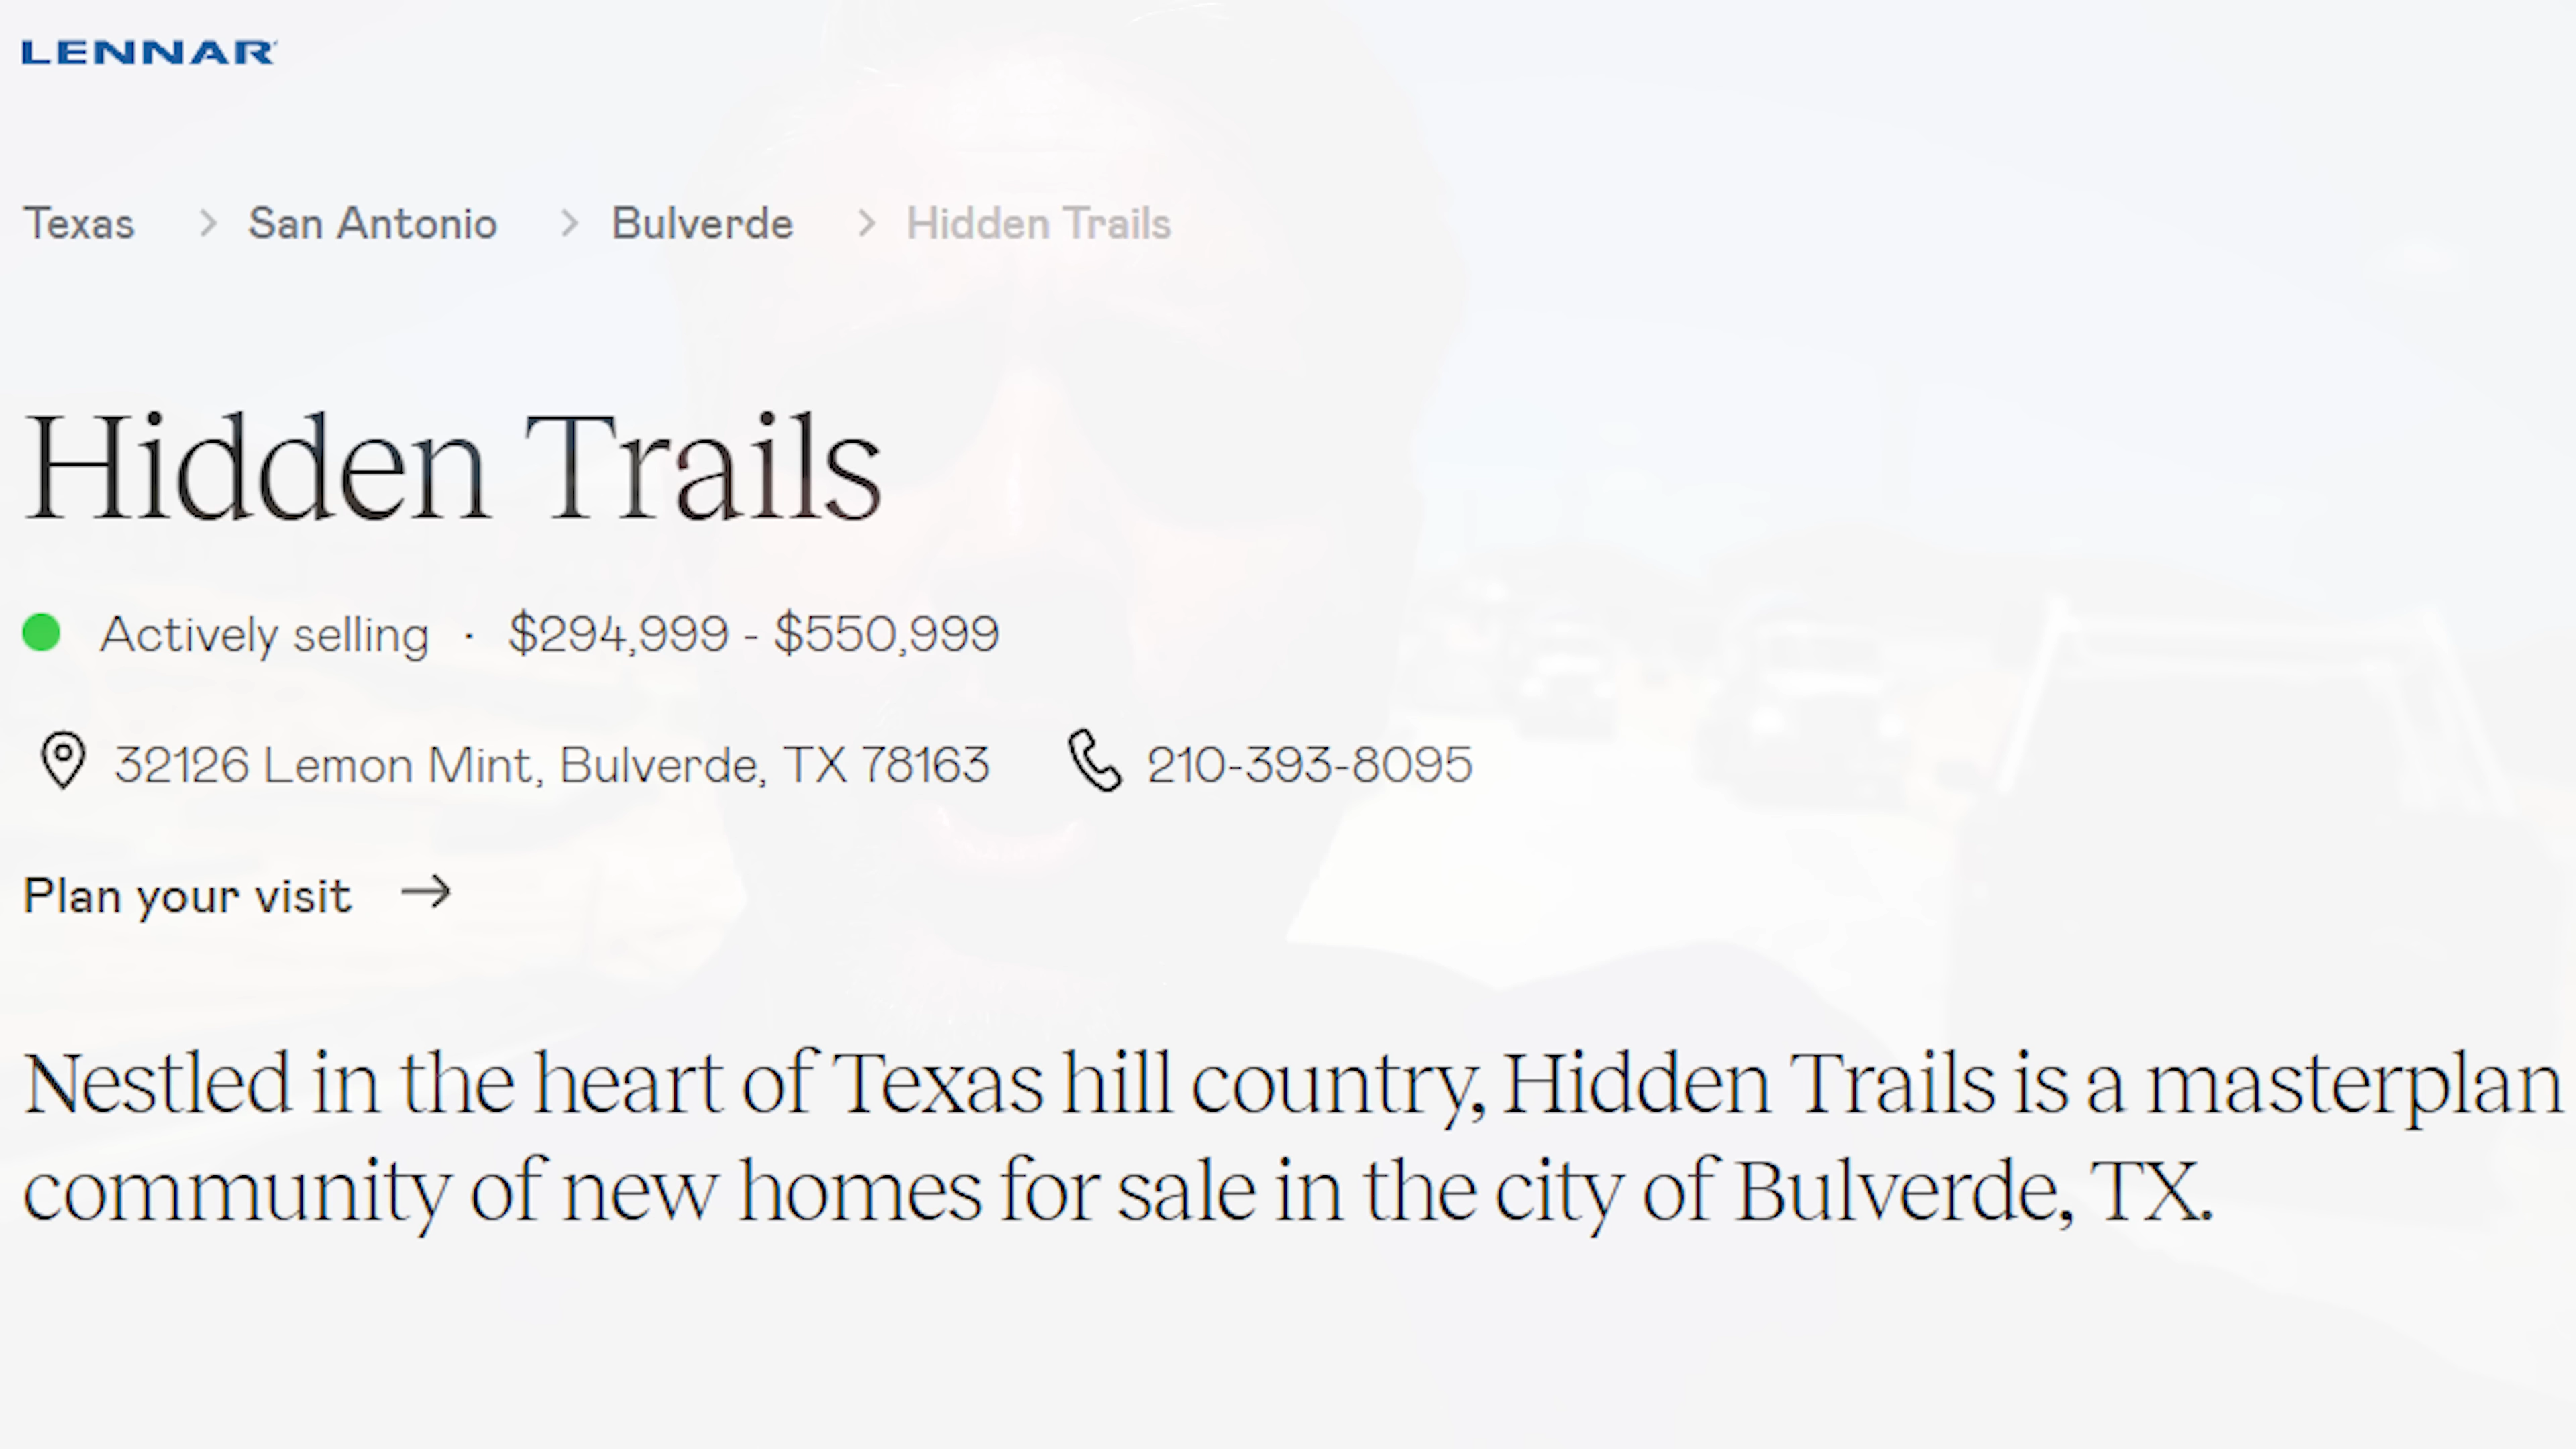 LENNAR
Texas > San Antonio > Bulverde > Hidden Trails
Hidden Trails
Actively selling · $294,999 - $550,999
32126 Lemon Mint, Bulverde, TX 78163 210-393-8095
Plan your visit →
Nestled in the heart of Texas hill country, Hidden Trails is a masterplan
community of new homes for sale in the city of Bulverde, TX.